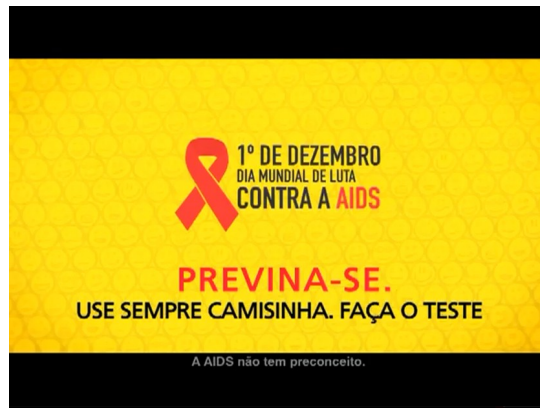 1º DE DEZEMBRO
DIA MUNDIAL DE LUTA
CONTRA A AIDS
PREVINA-SE.
USE SEMPRE CAMISINHA. FAÇA O TESTE
A AIDS não tem preconceito.